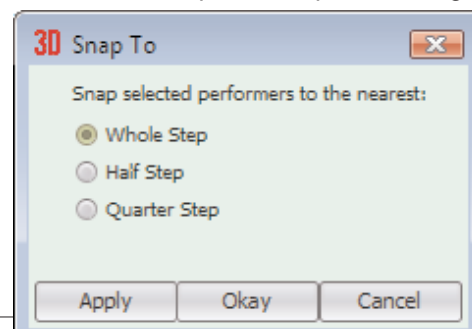 3D Snap To
Snap selected performers to the nearest:
Whole Step
Half Step
Quarter Step
Apply Okay Cancel